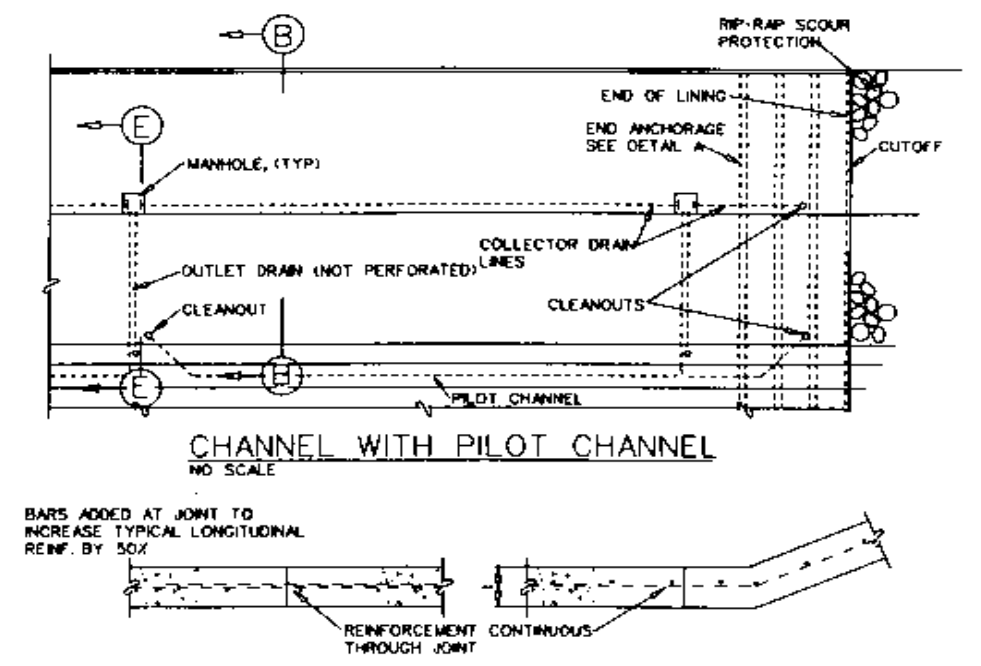 B
RIP-RAP SCOUR
PROTECTION
END OF LINING
E
END ANCHORAGE
SEE DETAIL A
CUTOFF
MANHOLE, (TYP)
COLLECTOR DRAIN
LINES
OUTLET DRAIN (NOT PERFORATED)
CLEANOUT
CLEANOUTS
E
B
PILOT CHANNEL
CHANNEL WITH PILOT CHANNEL
NO SCALE
BARS ADDED AT JOINT TO
INCREASE TYPICAL LONGITUDINAL
REINF. BY 50%
REINFORCEMENT CONTINUOUS
THROUGH JOINT